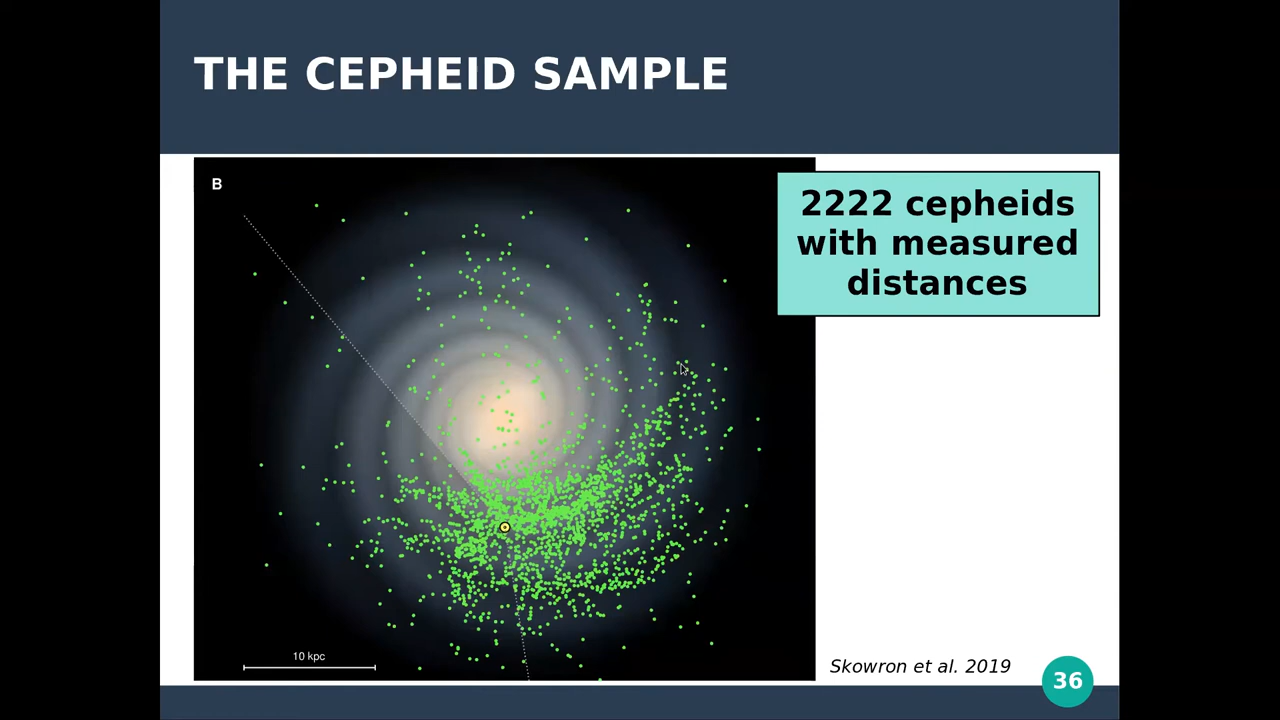 THE CEPHEID SAMPLE
B
2222 cepheids
with measured
distances
10 kpc
Skowron et al. 2019
36